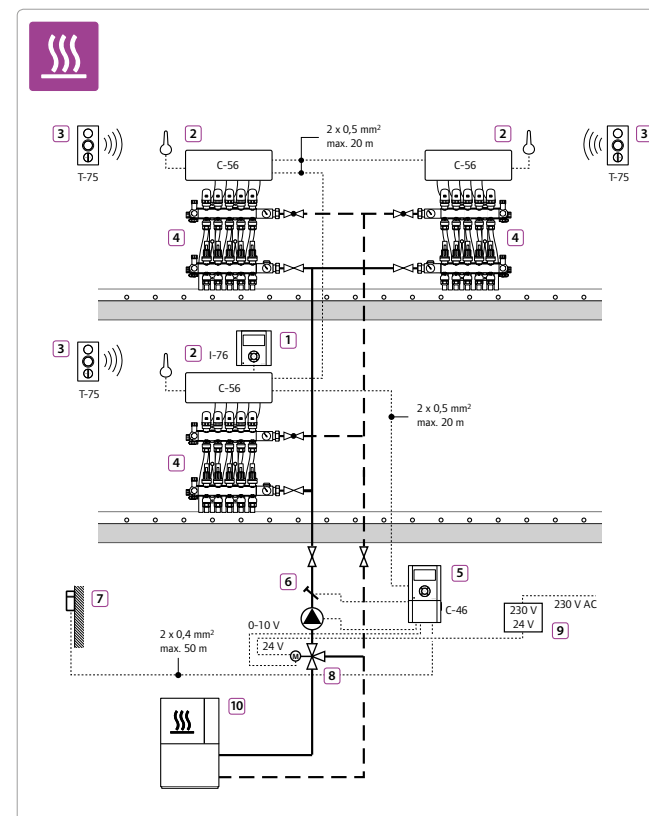 2 x 0,5 mm²
max. 20 m
3
2
2
3
C-56
C-56
T-75
T-75
4
4
1
3
2
I-76
T-75
C-56
2 x 0,5 mm²
max. 20 m
4
5
6
7
C-46
230 V
24 V
230 V AC
9
0-10 V
2 x 0,4 mm²
max. 50 m
24 V
M
8
10